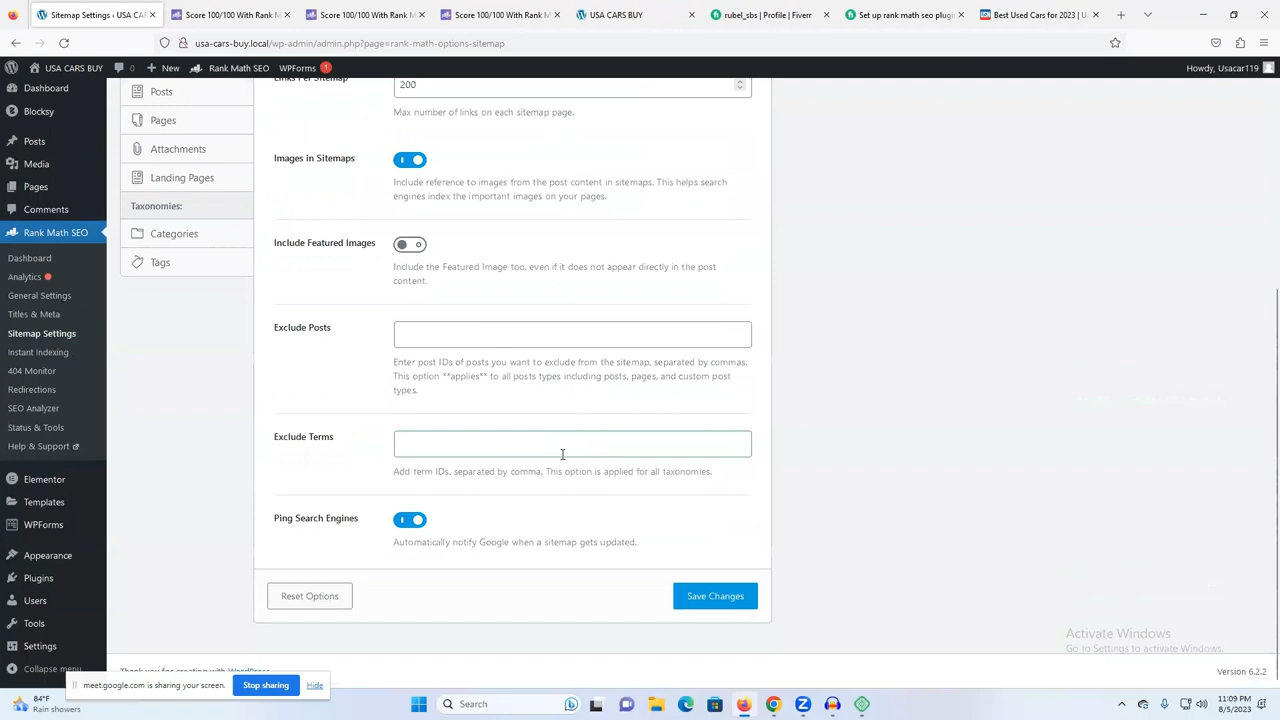 Sitemap Settings ‹ USA CARS
Score 100/100 with Rank M
Score 100/100 with Rank M
Score 100/100 with Rank M
USA CARS BUY
rubel_sbs | Profile | Fiverr
Set up rank math seo plugin
Best Used Cars for 2023 | U.S.
usa-cars-buy.local/wp-admin/admin.php?page=rank-math-options-sitemap
USA CARS BUY
0
New
Rank Math SEO
WPForms 1
Howdy, Usacar119
Dashboard
Blocksy
Posts
Media
Pages
Comments
Rank Math SEO
Dashboard
Analytics
General Settings
Titles & Meta
Sitemap Settings
Instant Indexing
404 Monitor
Redirections
SEO Analyzer
Status & Tools
Help & Support
Elementor
Templates
WPForms
Appearance
Plugins
Users
Tools
Settings
Collapse menu
Posts
Pages
Attachments
Landing Pages
Taxonomies:
Categories
Tags
Links Per Sitemap
200
Max number of links on each sitemap page.
Images in Sitemaps
Include reference to images from the post content in sitemaps. This helps search
engines index the important images on your pages.
Include Featured Images
Include the Featured Image too, even if it does not appear directly in the post
content.
Exclude Posts
Enter post IDs of posts you want to exclude from the sitemap, separated by commas.
This option **applies** to all posts types including posts, pages, and custom post
types.
Exclude Terms
Add term IDs, separated by comma. This option is applied for all taxonomies.
Ping Search Engines
Automatically notify Google when a sitemap gets updated.
Reset Options
Save Changes
Activate Windows
Go to Settings to activate Windows.
Thank you for creating with WordPress.
Version 6.2.2
meet.google.com is sharing your screen.
Stop sharing
Hide
84°F
Rain showers
Search
11:09 PM
8/5/2023